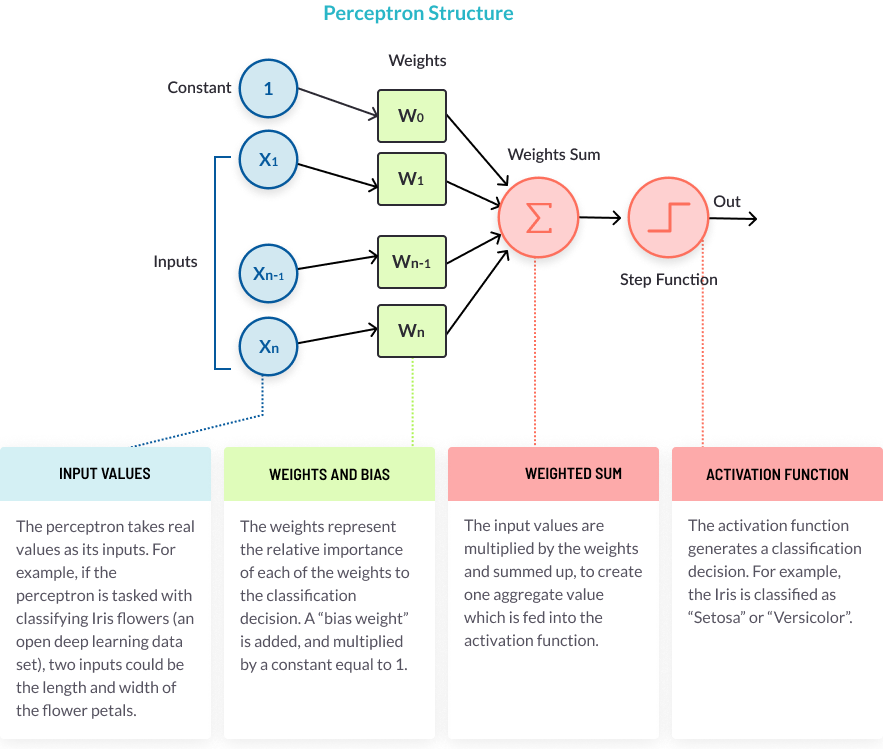 Perceptron Structure
Weights
Constant
1
W0
X1
W1
Weights Sum
Σ
Out
Inputs
Xn-1
Wn-1
Step Function
Xn
Wn
INPUT VALUES
The perceptron takes real
values as its inputs. For
example, if the
perceptron is tasked with
classifying Iris flowers (an
open deep learning data
set), two inputs could be
the length and width of
the flower petals.
WEIGHTS AND BIAS
The weights represent
the relative importance
of each of the weights to
the classification
decision. A “bias weight”
is added, and multiplied
by a constant equal to 1.
WEIGHTED SUM
The input values are
multiplied by the weights
and summed up, to create
one aggregate value
which is fed into the
activation function.
ACTIVATION FUNCTION
The activation function
generates a classification
decision. For example,
the Iris is classified as
“Setosa” or “Versicolor”.